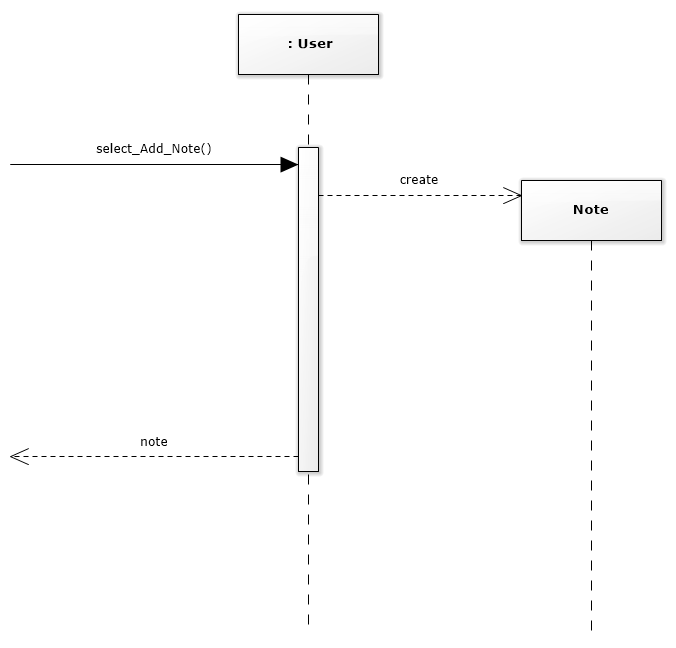 : User
select_Add_Note()
create
Note
note